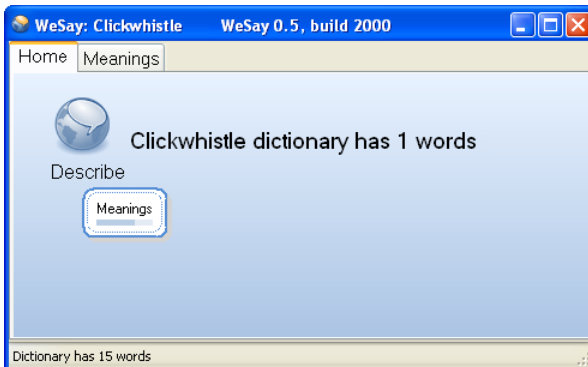 WeSay: Clickwhistle WeSay 0.5, build 2000
Home Meanings
Clickwhistle dictionary has 1 words
Describe
Meanings
Dictionary has 15 words